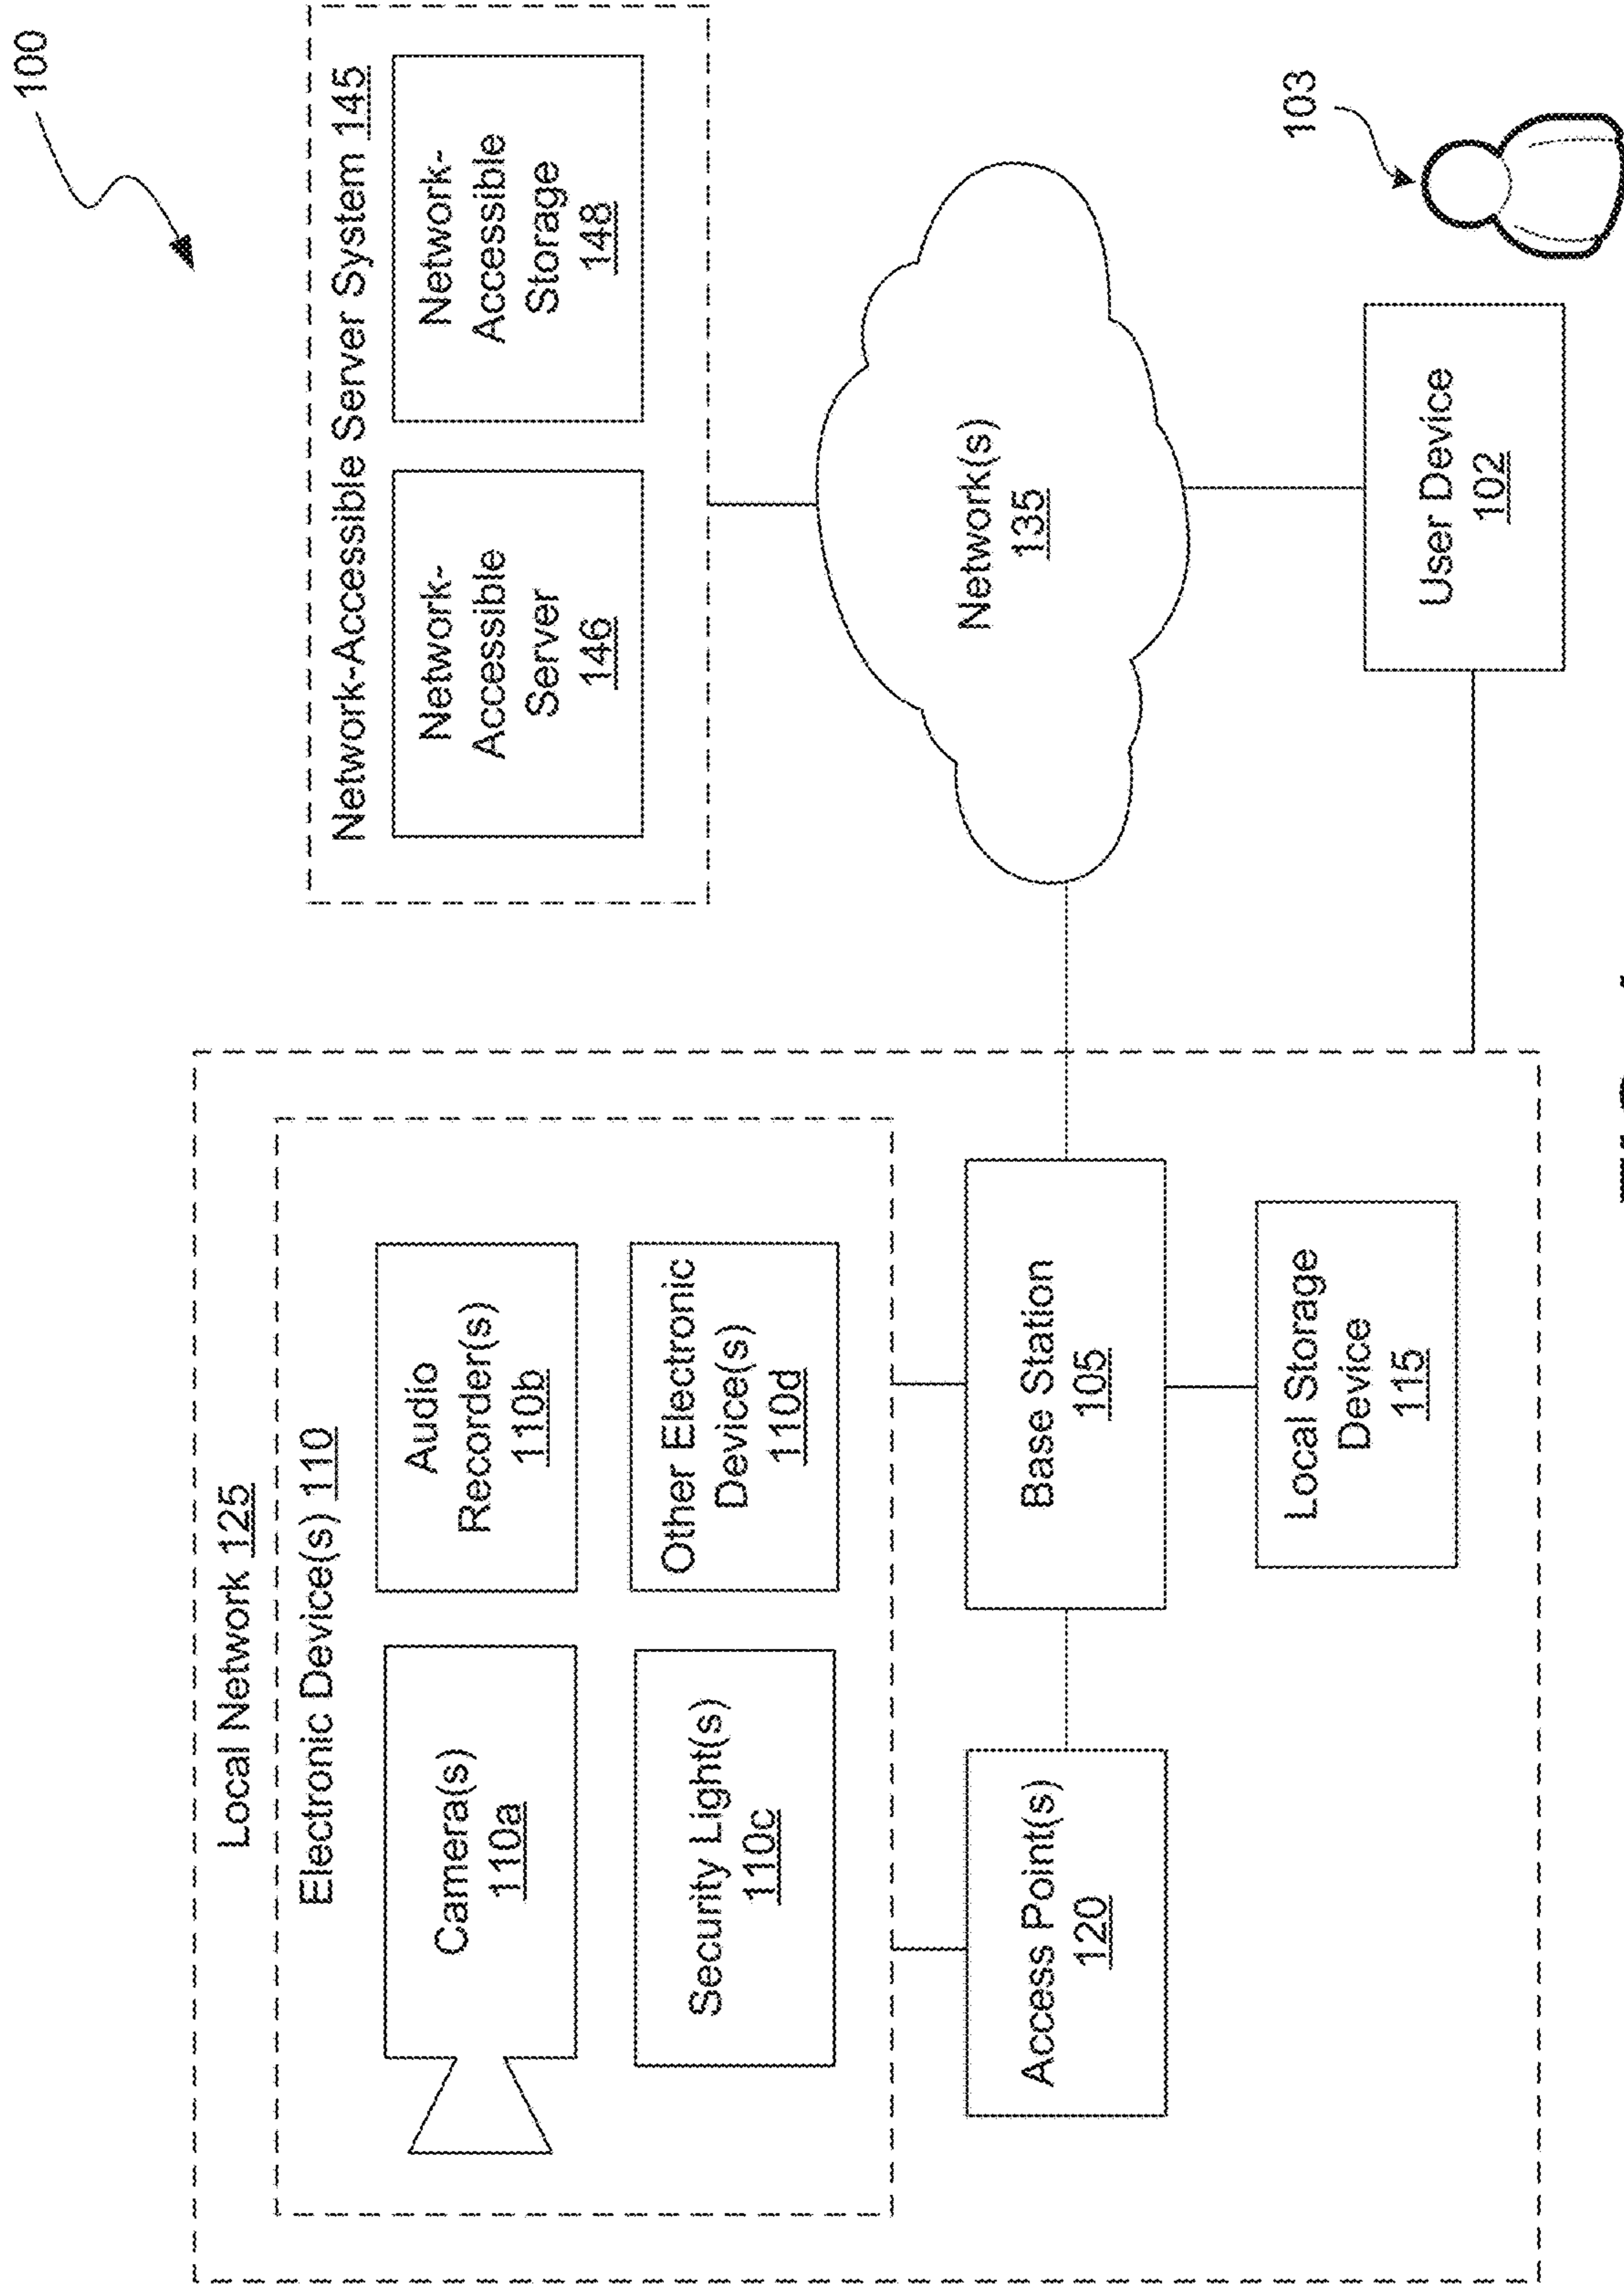 100
Local Network 125
Electronic Device(s) 110
Camera(s)
110a
Audio
Recorder(s)
110b
Security Light(s)
110c
Other Electronic
Device(s)
110d
Access Point(s)
120
Base Station
105
Local Storage
Device
115
Network-Accessible Server System 145
Network-
Accessible
Server
146
Network-
Accessible
Storage
148
Network(s)
135
User Device
102
103